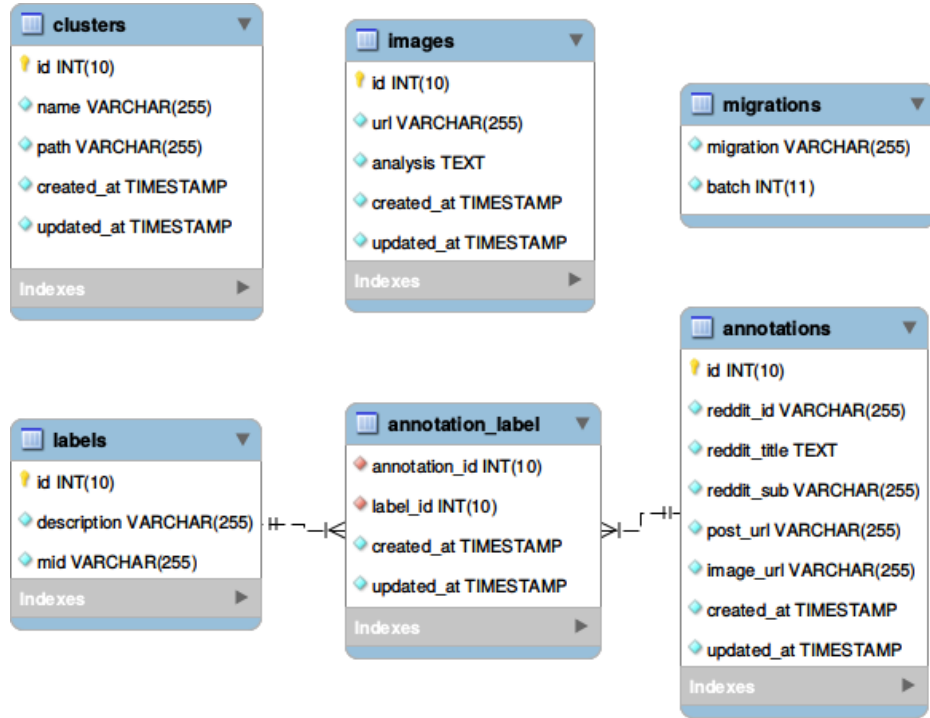 clusters
id INT(10)
name VARCHAR(255)
path VARCHAR(255)
created_at TIMESTAMP
updated_at TIMESTAMP
Indexes
images
id INT(10)
url VARCHAR(255)
analysis TEXT
created_at TIMESTAMP
updated_at TIMESTAMP
Indexes
migrations
migration VARCHAR(255)
batch INT(11)
labels
id INT(10)
description VARCHAR(255)
mid VARCHAR(255)
Indexes
annotation_label
annotation_id INT(10)
label_id INT(10)
created_at TIMESTAMP
updated_at TIMESTAMP
Indexes
annotations
id INT(10)
reddit_id VARCHAR(255)
reddit_title TEXT
reddit_sub VARCHAR(255)
post_url VARCHAR(255)
image_url VARCHAR(255)
created_at TIMESTAMP
updated_at TIMESTAMP
Indexes